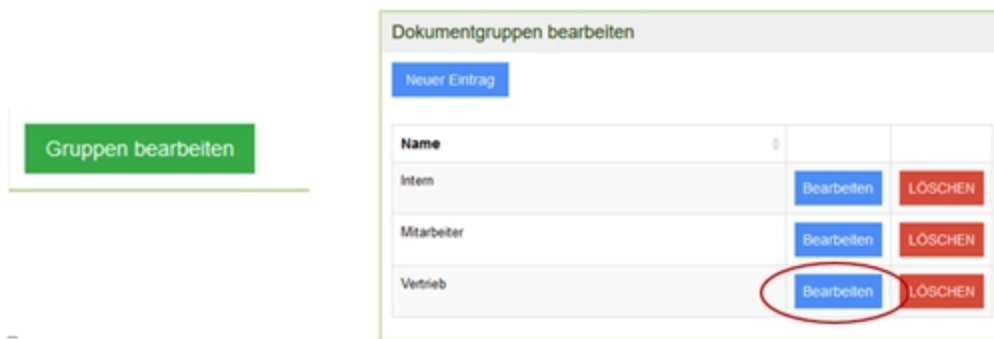 Gruppen bearbeiten
Dokumentgruppen bearbeiten
Neuer Eintrag
Name
Intern Bearbeiten LÖSCHEN
Mitarbeiter Bearbeiten LÖSCHEN
Vertrieb Bearbeiten LÖSCHEN